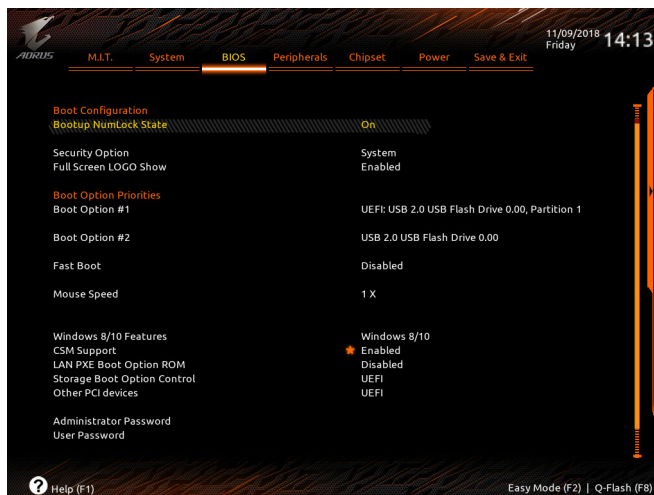 11/09/2018 14:13
Friday
AORUS
M.I.T. System BIOS Peripherals Chipset Power Save & Exit
Boot Configuration
Bootup NumLock State On
Security Option System
Full Screen LOGO Show Enabled
Boot Option Priorities
Boot Option #1 UEFI: USB 2.0 USB Flash Drive 0.00, Partition 1
Boot Option #2 USB 2.0 USB Flash Drive 0.00
Fast Boot Disabled
Mouse Speed 1 X
Windows 8/10 Features Windows 8/10
CSM Support Enabled
LAN PXE Boot Option ROM Disabled
Storage Boot Option Control UEFI
Other PCI devices UEFI
Administrator Password
User Password
? Help (F1) Easy Mode (F2) | Q-Flash (F8)